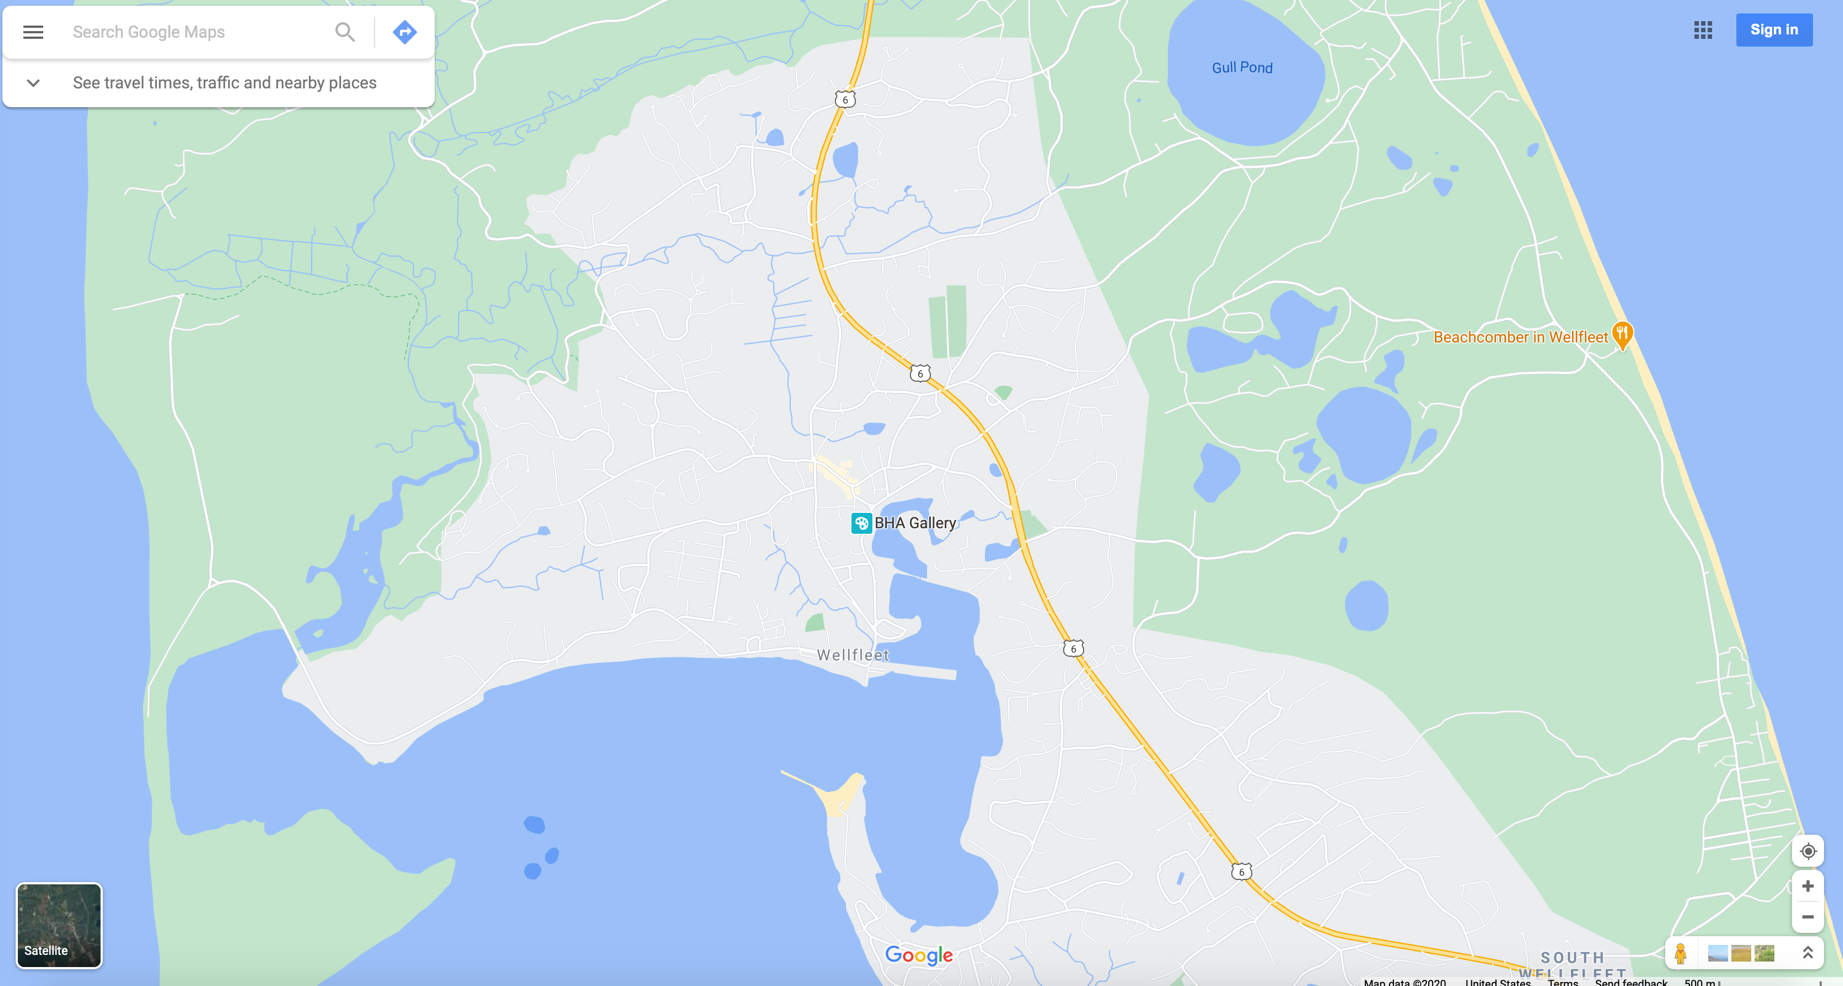 Search Google Maps
Sign in
See travel times, traffic and nearby places
Gull Pond
6
Beachcomber in Wellfleet
6
BHA Gallery
6
Wellfleet
6
Satellite
Google
SOUTH
WELLFLEET
Map data ©2020 United States Terms Send feedback 500 m